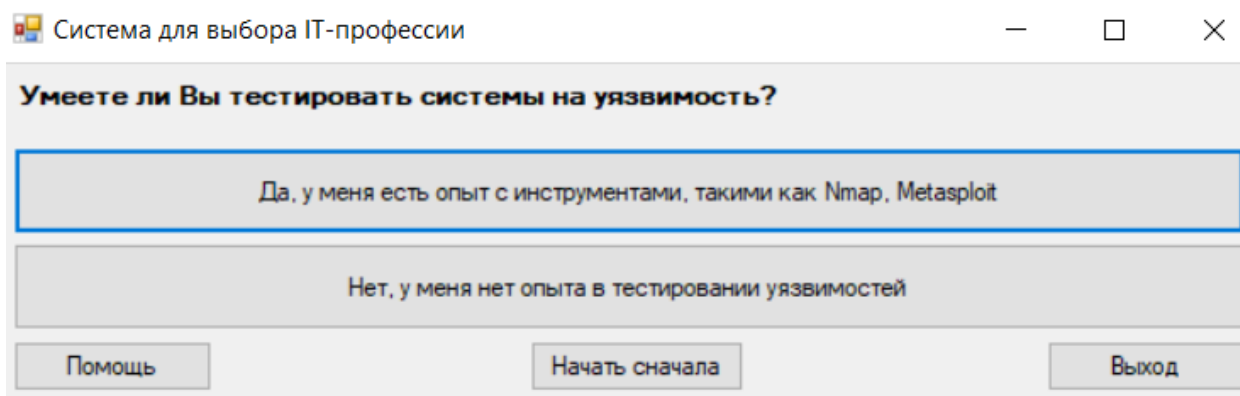 Система для выбора IT-профессии
Умеете ли Вы тестировать системы на уязвимость?
Да, у меня есть опыт с инструментами, такими как Nmap, Metasploit
Нет, у меня нет опыта в тестировании уязвимостей
Помощь
Начать сначала
Выход